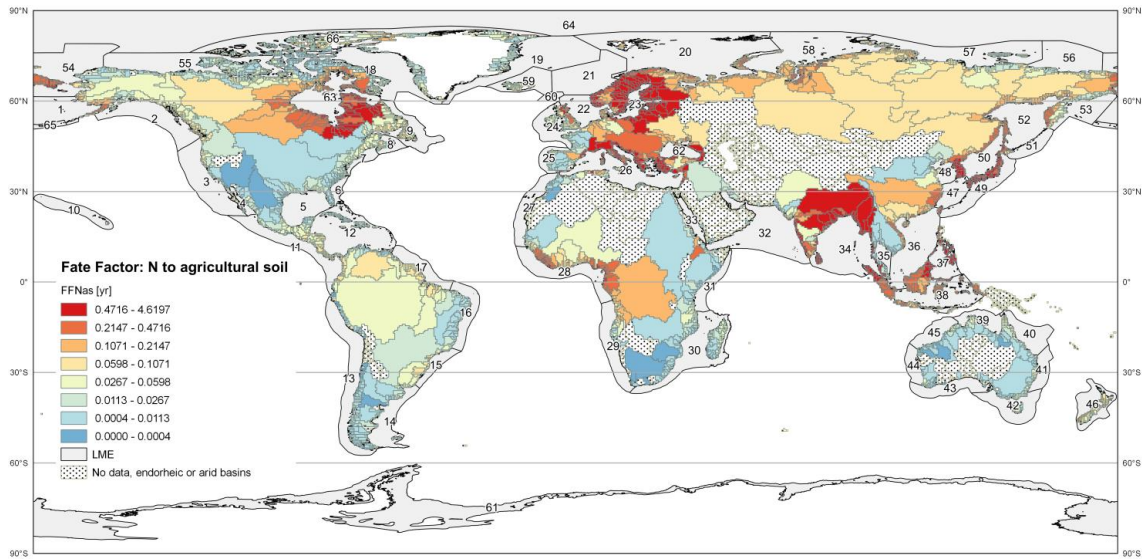 90°N
90°N
64
66
58
20
57
19
56
54
55
18
21
59
60°N
60°N
1
63
60
22
23
53
65
2
24
52
9
62
51
8
25
50
26
48
3
6
49
30°N
30°N
4
47
5
27
33
10
32
12
34
36
11
35
Fate Factor: N to agricultural soil
17
28
37
0°
0°
FFNas [yr]
31
38
0.4716 - 4.6197
0.2147 - 0.4716
16
39
0.1071 - 0.2147
45
40
0.0598 - 0.1071
29
30
0.0267 - 0.0598
15
44
41
30°S
30°S
0.0113 - 0.0267
13
43
0.0004 - 0.0113
42
46
0.0000 - 0.0004
14
LME
60°S
60°S
No data, endorheic or arid basins
61
90°S
90°S